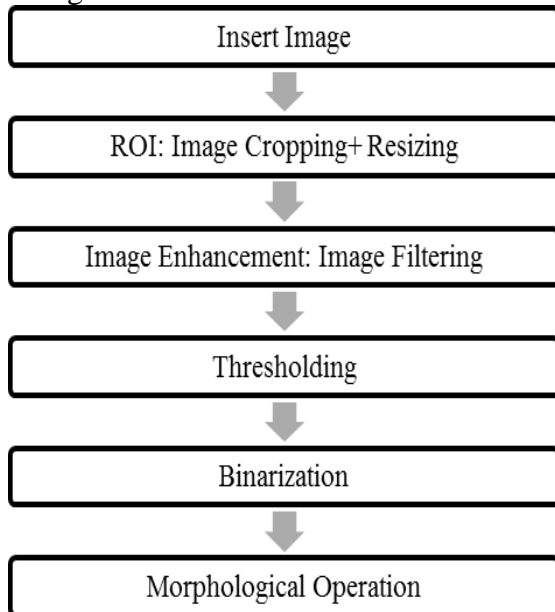 Insert Image
ROI: Image Cropping+ Resizing
Image Enhancement: Image Filtering
Thresholding
Binarization
Morphological Operation